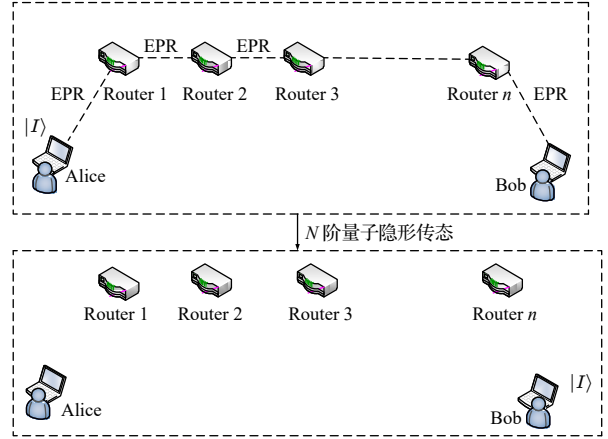 EPR EPR
Router 1 Router 2 Router 3 Router n
EPR EPR
|I⟩
Alice Bob
N 阶量子隐形传态
Router 1 Router 2 Router 3 Router n
|I⟩
Alice Bob